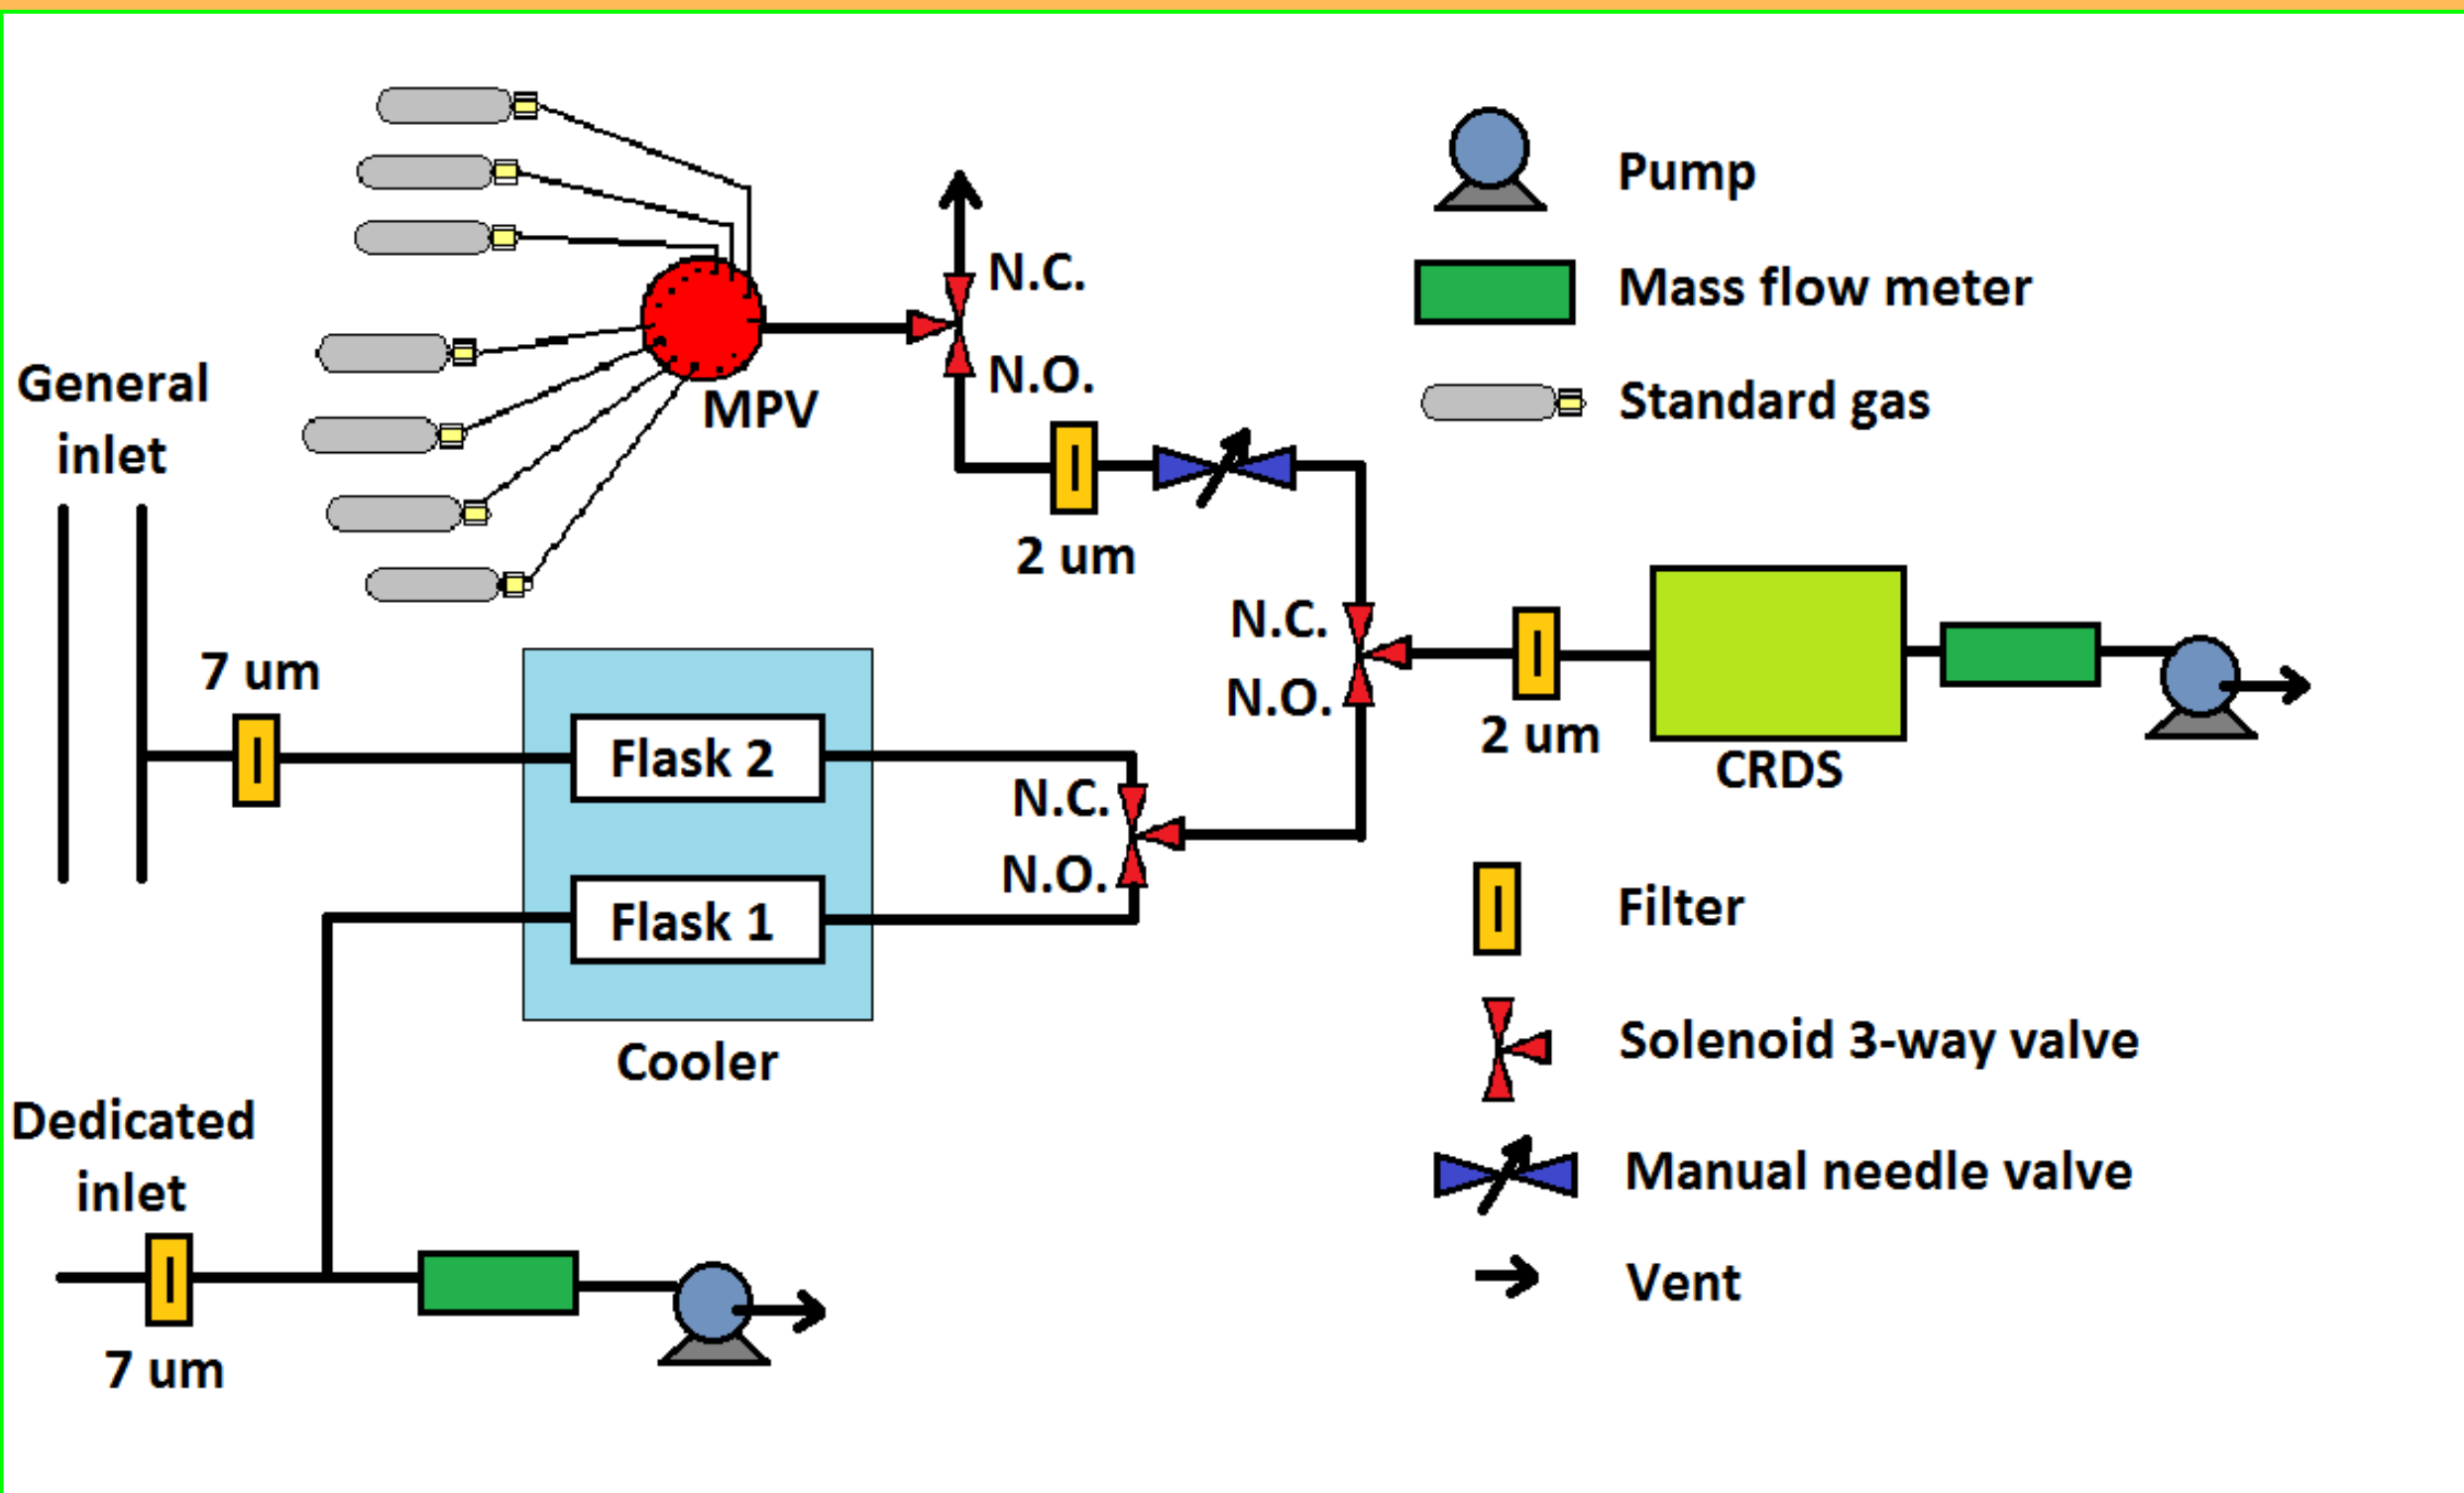 N.C.
N.O.
MPV
General
inlet
2 um
7 um
N.C.
N.O.
2 um
CRDS
Flask 2
N.C.
N.O.
Flask 1
Cooler
Dedicated
inlet
7 um
Pump
Mass flow meter
Standard gas
Filter
Solenoid 3-way valve
Manual needle valve
Vent